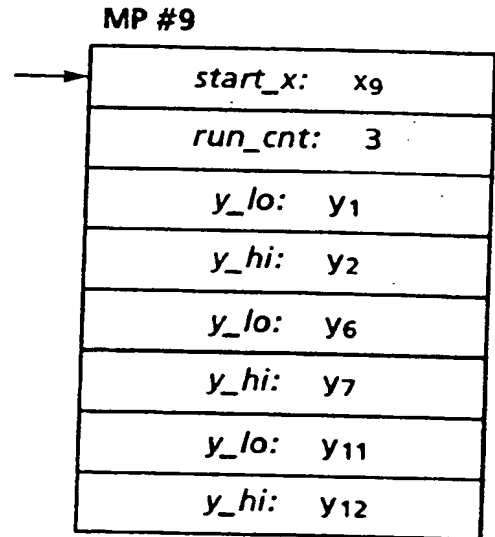 MP #9
start_x: x9
run_cnt: 3
y_lo: y1
y_hi: y2
y_lo: y6
y_hi: y7
y_lo: y11
y_hi: y12